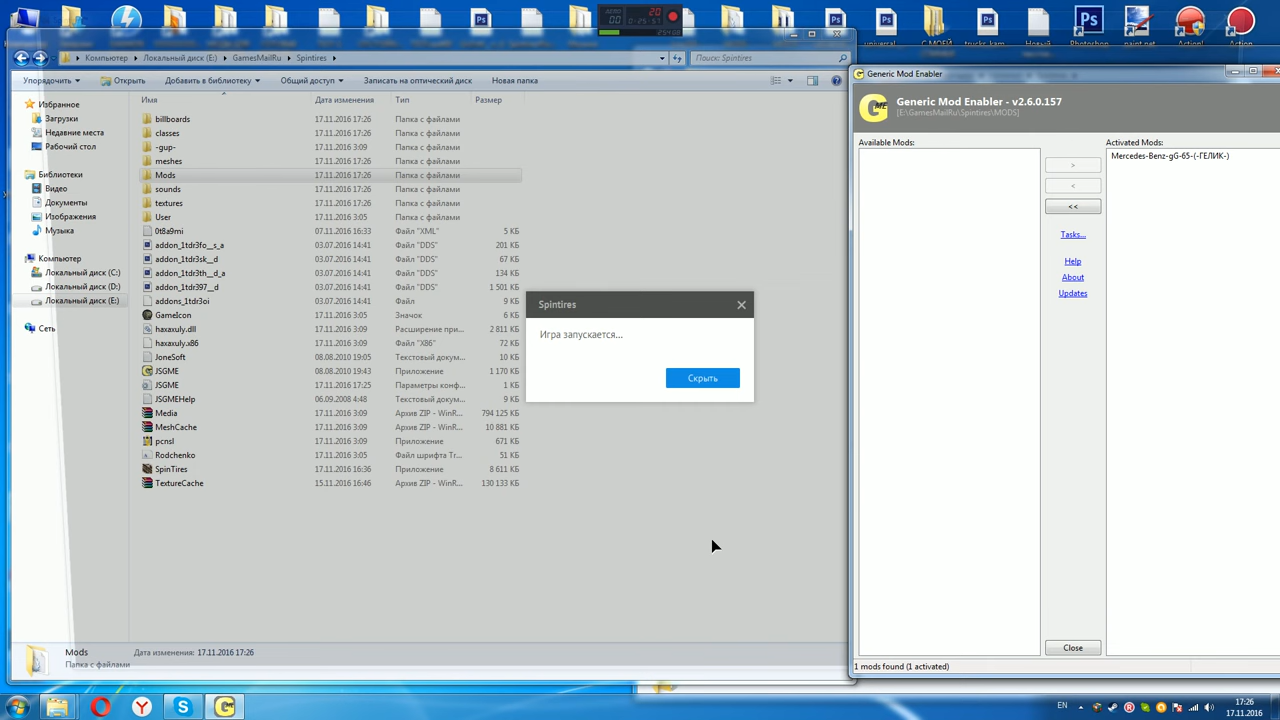 ZERO 20
00 0:25:57
254GB
universal
С МОЕЙ
trucks_kam
Новый
Photoshop
paint.net
Action!
Action
Компьютер Локальный диск (E:) GamesMailRu Spintires
Поиск: Spintires
Упорядочить Открыть Добавить в библиотеку Общий доступ Записать на оптический диск Новая папка
Избранное
Загрузки
Недавние места
Рабочий стол
Библиотеки
Видео
Документы
Изображения
Музыка
Компьютер
Локальный диск (C:)
Локальный диск (D:)
Локальный диск (E:)
Сеть
Имя Дата изменения Тип Размер
billboards 17.11.2016 17:26 Папка с файлами
classes 17.11.2016 17:26 Папка с файлами
-gup- 17.11.2016 3:09 Папка с файлами
meshes 17.11.2016 17:26 Папка с файлами
Mods 17.11.2016 17:26 Папка с файлами
sounds 17.11.2016 17:26 Папка с файлами
textures 17.11.2016 17:26 Папка с файлами
User 17.11.2016 3:05 Папка с файлами
0t8a9mi 07.11.2016 16:33 Файл "XML" 5 КБ
addon_1tdr3fo__s_a 03.07.2016 14:41 Файл "DDS" 201 КБ
addon_1tdr3sk__d 03.07.2016 14:41 Файл "DDS" 67 КБ
addon_1tdr3th__d_a 03.07.2016 14:41 Файл "DDS" 134 КБ
addon_1tdr397__d 03.07.2016 14:41 Файл "DDS" 1 501 КБ
addons_1tdr3oi 03.07.2016 14:41 Файл 9 КБ
GameIcon 17.11.2016 3:05 Значок 6 КБ
haxaxuly.dll 17.11.2016 3:09 Расширение при... 2 811 КБ
haxaxuly.x86 17.11.2016 3:09 Файл "X86" 72 КБ
JoneSoft 08.08.2010 19:05 Текстовый докум... 10 КБ
JSGME 08.08.2010 19:43 Приложение 1 170 КБ
JSGME 17.11.2016 17:25 Параметры конф... 1 КБ
JSGMEHelp 06.09.2008 4:48 Текстовый докум... 9 КБ
Media 17.11.2016 3:09 Архив ZIP - WinR... 794 125 КБ
MeshCache 17.11.2016 3:09 Архив ZIP - WinR... 10 881 КБ
pcnsl 17.11.2016 3:09 Приложение 671 КБ
Rodchenko 17.11.2016 3:05 Файл шрифта Tr... 51 КБ
SpinTires 17.11.2016 16:36 Приложение 8 611 КБ
TextureCache 15.11.2016 16:46 Архив ZIP - WinR... 130 133 КБ
Mods Дата изменения: 17.11.2016 17:26
Папка с файлами
Spintires
Игра запускается...
Скрыть
Generic Mod Enabler
Generic Mod Enabler - v2.6.0.157
[E:\GamesMailRu\Spintires\MODS]
Available Mods:
Activated Mods:
Mercedes-Benz-gG-65-(-ГЕЛИК-)
>
<
<<
Tasks...
Help
About
Updates
Close
1 mods found (1 activated)
EN
17:26
17.11.2016